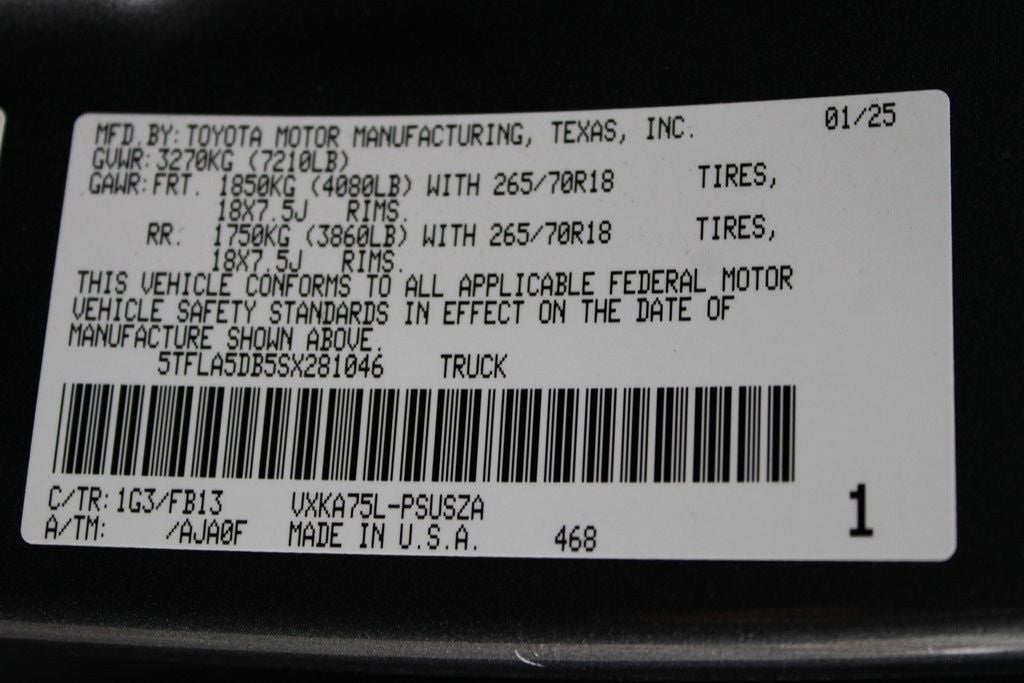 MFD. BY: TOYOTA MOTOR MANUFACTURING, TEXAS, INC. 01/25
GVWR: 3270KG (7210LB)
GAWR: FRT. 1850KG (4080LB) WITH 265/70R18 TIRES,
18X7.5J RIMS.
RR. 1750KG (3860LB) WITH 265/70R18 TIRES,
18X7.5J RIMS.
THIS VEHICLE CONFORMS TO ALL APPLICABLE FEDERAL MOTOR
VEHICLE SAFETY STANDARDS IN EFFECT ON THE DATE OF
MANUFACTURE SHOWN ABOVE.
5TFLA5DB5SX281046 TRUCK
C/TR: 1G3/FB13 VXKA75L-PSUSZA 1
A/TM: /AJA0F MADE IN U.S.A. 468